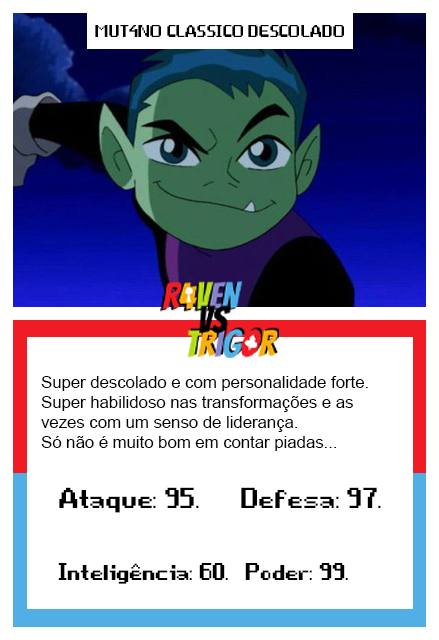 MUT4NO CLASSICO DESCOLADO
R4VEN
VS
TRIGOR
Super descolado e com personalidade forte.
Super habilidoso nas transformações e as
vezes com um senso de liderança.
Só não é muito bom em contar piadas...
Ataque: 95. Defesa: 97.
Inteligência: 60. Poder: 99.